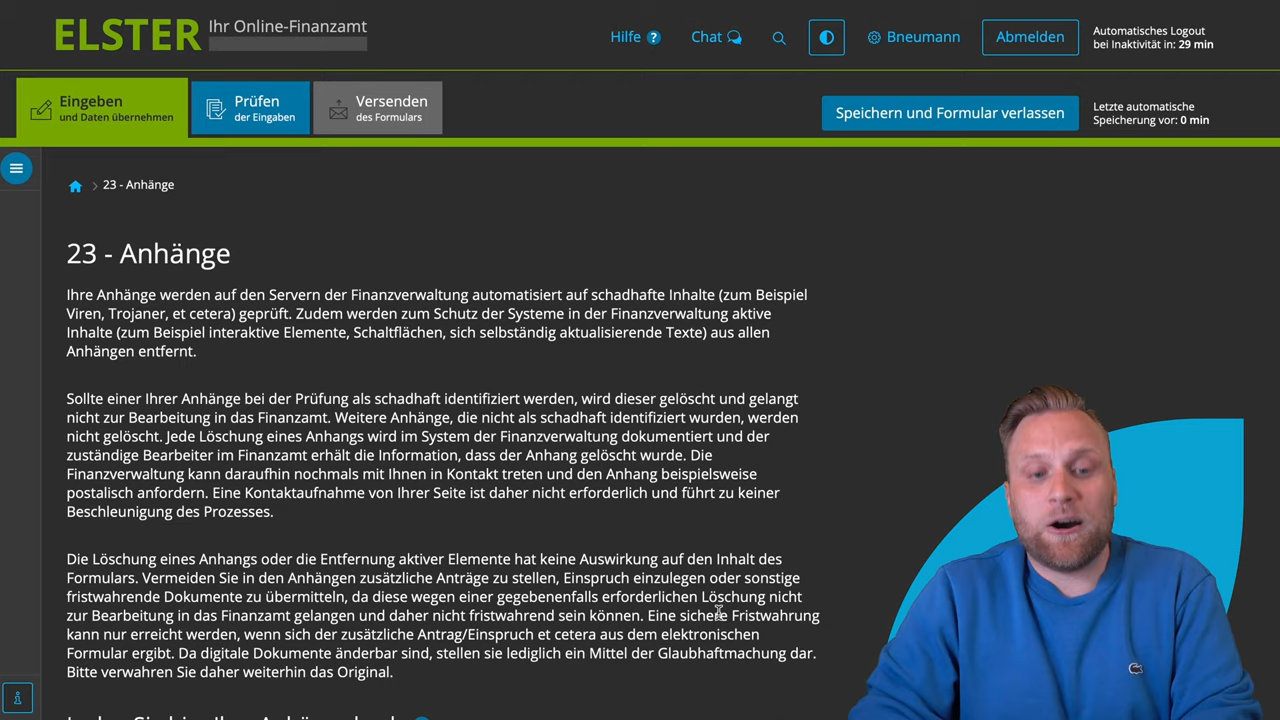 ELSTER Ihr Online-Finanzamt
Hilfe ?
Chat
Bneumann
Abmelden
Automatisches Logout
bei Inaktivität in: 29 min
Eingeben
und Daten übernehmen
Prüfen
der Eingaben
Versenden
des Formulars
Speichern und Formular verlassen
Letzte automatische
Speicherung vor: 0 min
23 - Anhänge
23 - Anhänge
Ihre Anhänge werden auf den Servern der Finanzverwaltung automatisiert auf schadhafte Inhalte (zum Beispiel
Viren, Trojaner, et cetera) geprüft. Zudem werden zum Schutz der Systeme in der Finanzverwaltung aktive
Inhalte (zum Beispiel interaktive Elemente, Schaltflächen, sich selbständig aktualisierende Texte) aus allen
Anhängen entfernt.
Sollte einer Ihrer Anhänge bei der Prüfung als schadhaft identifiziert werden, wird dieser gelöscht und gelangt
nicht zur Bearbeitung in das Finanzamt. Weitere Anhänge, die nicht als schadhaft identifiziert wurden, werden
nicht gelöscht. Jede Löschung eines Anhangs wird im System der Finanzverwaltung dokumentiert und der
zuständige Bearbeiter im Finanzamt erhält die Information, dass der Anhang gelöscht wurde. Die
Finanzverwaltung kann daraufhin nochmals mit Ihnen in Kontakt treten und den Anhang beispielsweise
postalisch anfordern. Eine Kontaktaufnahme von Ihrer Seite ist daher nicht erforderlich und führt zu keiner
Beschleunigung des Prozesses.
Die Löschung eines Anhangs oder die Entfernung aktiver Elemente hat keine Auswirkung auf den Inhalt des
Formulars. Vermeiden Sie in den Anhängen zusätzliche Anträge zu stellen, Einspruch einzulegen oder sonstige
fristwahrende Dokumente zu übermitteln, da diese wegen einer gegebenenfalls erforderlichen Löschung nicht
zur Bearbeitung in das Finanzamt gelangen und daher nicht fristwahrend sein können. Eine sichere Fristwahrung
kann nur erreicht werden, wenn sich der zusätzliche Antrag/Einspruch et cetera aus dem elektronischen
Formular ergibt. Da digitale Dokumente änderbar sind, stellen sie lediglich ein Mittel der Glaubhaftmachung dar.
Bitte verwahren Sie daher weiterhin das Original.